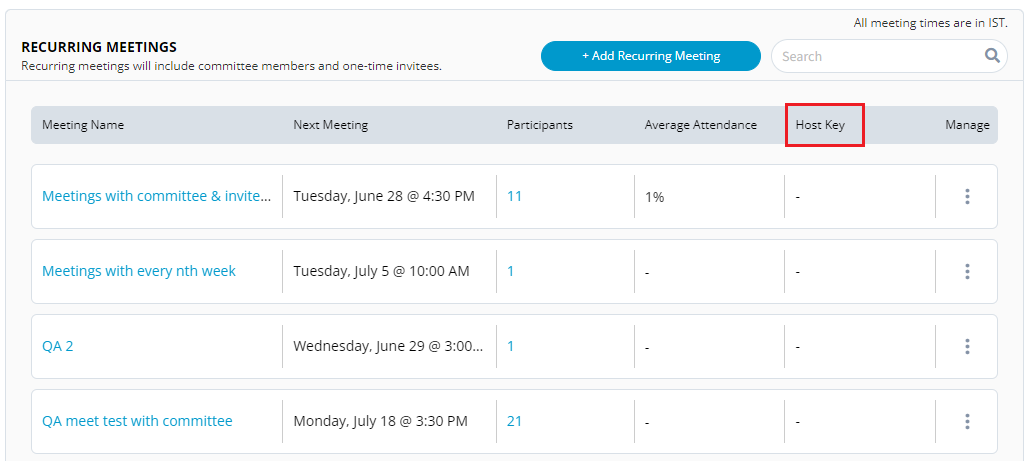 All meeting times are in IST.
RECURRING MEETINGS
Recurring meetings will include committee members and one-time invitees.
+ Add Recurring Meeting
Search
Meeting Name Next Meeting Participants Average Attendance Host Key Manage
Meetings with committee & invite... Tuesday, June 28 @ 4:30 PM 11 1% -
Meetings with every nth week Tuesday, July 5 @ 10:00 AM 1 - -
QA 2 Wednesday, June 29 @ 3:00... 1 - -
QA meet test with committee Monday, July 18 @ 3:30 PM 21 - -